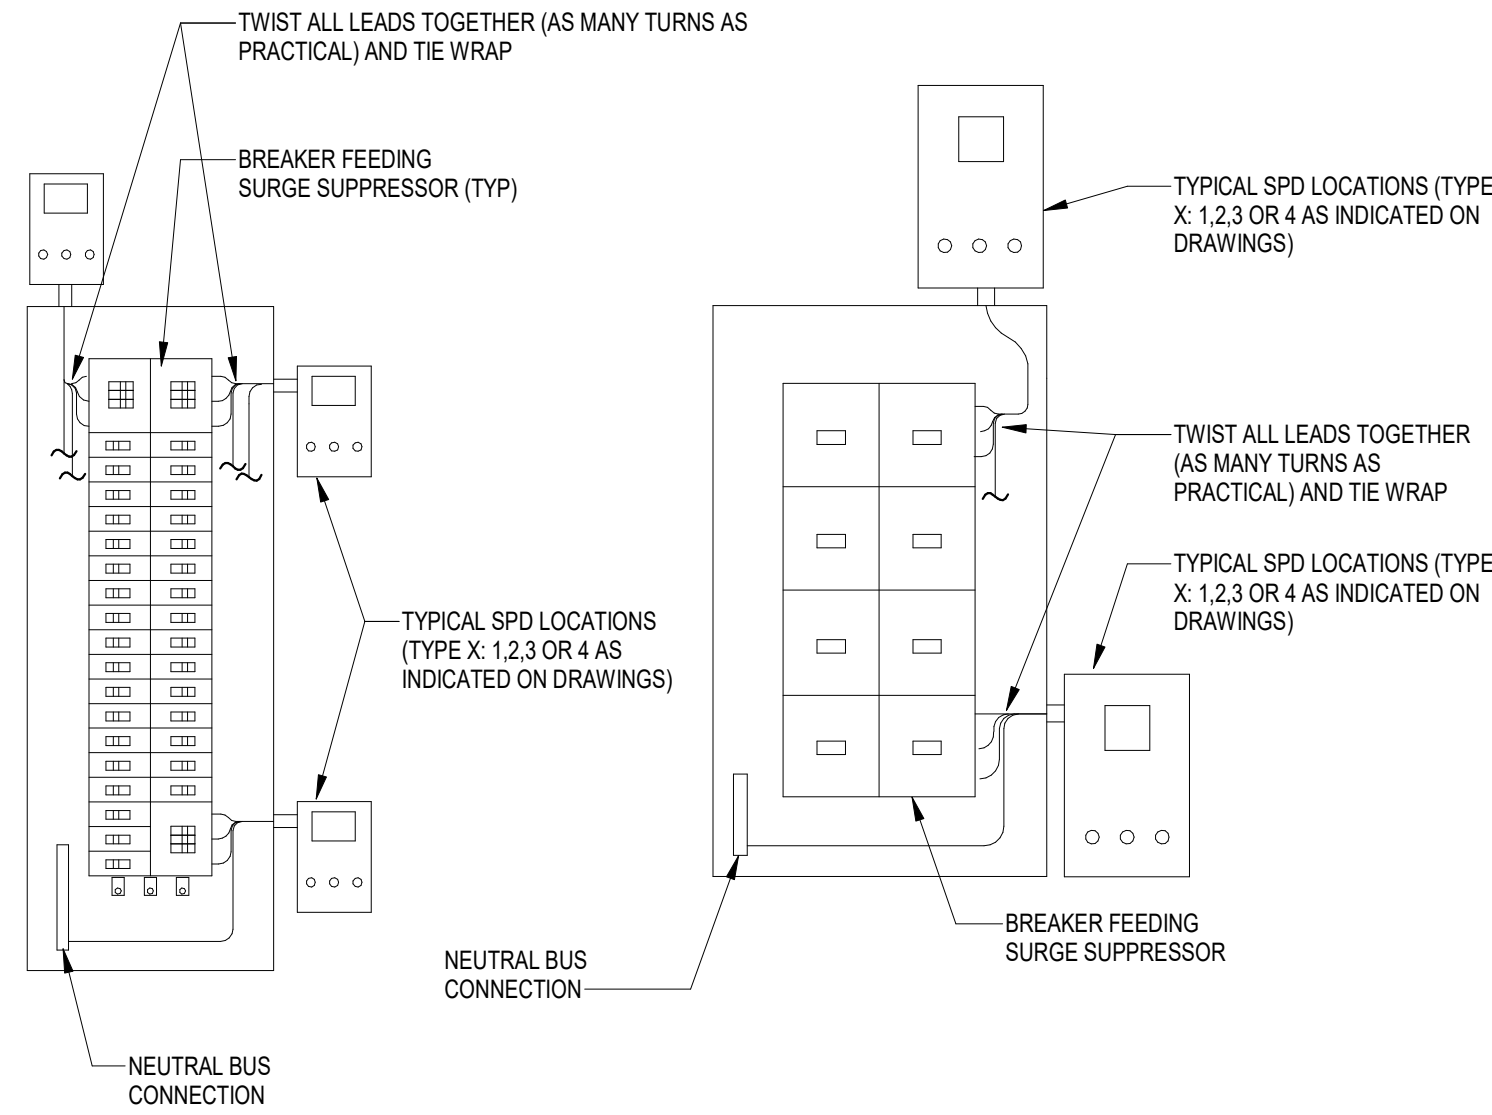 TWIST ALL LEADS TOGETHER (AS MANY TURNS AS
PRACTICAL) AND TIE WRAP
BREAKER FEEDING
SURGE SUPPRESSOR (TYP)
TYPICAL SPD LOCATIONS
(TYPE X: 1,2,3 OR 4 AS
INDICATED ON DRAWINGS)
NEUTRAL BUS
CONNECTION
TYPICAL SPD LOCATIONS (TYPE
X: 1,2,3 OR 4 AS INDICATED ON
DRAWINGS)
TWIST ALL LEADS TOGETHER
(AS MANY TURNS AS
PRACTICAL) AND TIE WRAP
TYPICAL SPD LOCATIONS (TYPE
X: 1,2,3 OR 4 AS INDICATED ON
DRAWINGS)
BREAKER FEEDING
SURGE SUPPRESSOR
NEUTRAL BUS
CONNECTION